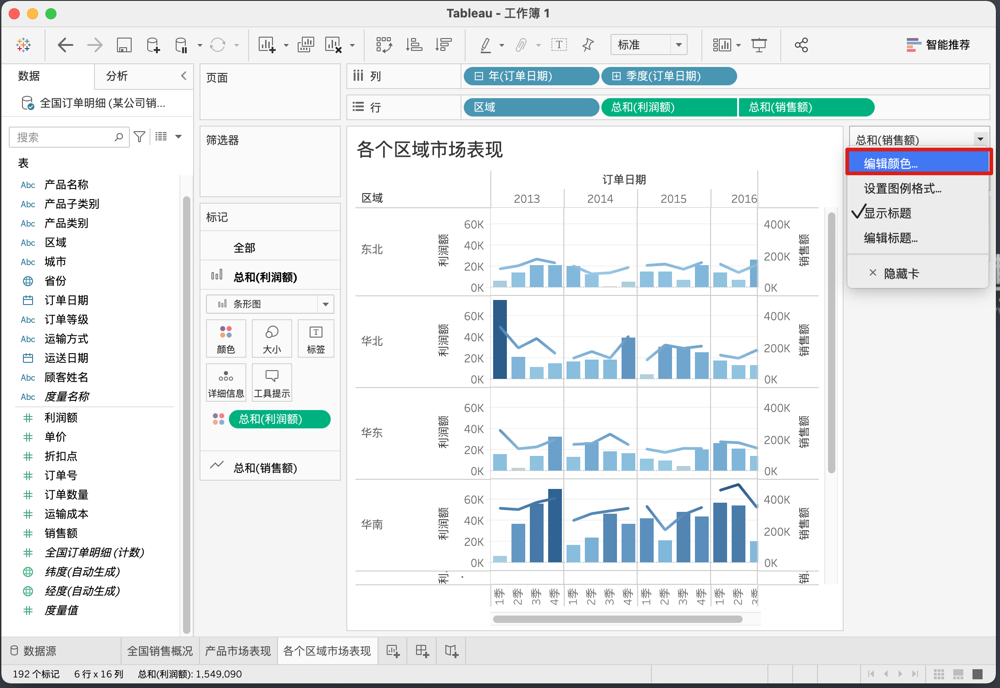 Tableau - 工作簿 1
标准
智能推荐
数据
分析
全国订单明细 (某公司销...
搜索
表
Abc 产品名称
Abc 产品子类别
Abc 产品类别
Abc 区域
Abc 城市
省份
订单日期
Abc 订单等级
Abc 运输方式
运送日期
Abc 顾客姓名
Abc 度量名称
利润额
单价
折扣点
订单号
订单数量
运输成本
销售额
全国订单明细 (计数)
纬度(自动生成)
经度(自动生成)
度量值
页面
筛选器
标记
全部
总和(利润额)
条形图
颜色
大小
标签
详细信息
工具提示
总和(利润额)
总和(销售额)
列
年(订单日期)
季度(订单日期)
行
区域
总和(利润额)
总和(销售额)
各个区域市场表现
订单日期
区域
2013
2014
2015
2016
东北
利润额
60K
40K
20K
0K
400K
200K
0K
销售额
华北
利润额
60K
40K
20K
0K
400K
200K
0K
销售额
华东
利润额
60K
40K
20K
0K
400K
200K
0K
销售额
华南
利润额
60K
40K
20K
0K
400K
200K
0K
销售额
利.
销.
1季
2季
3季
4季
1季
2季
3季
4季
1季
2季
3季
4季
1季
2季
3季
总和(销售额)
编辑颜色...
设置图例格式...
显示标题
编辑标题...
隐藏卡
数据源
全国销售概况
产品市场表现
各个区域市场表现
192 个标记
6 行 x 16 列
总和(利润额): 1,549,090